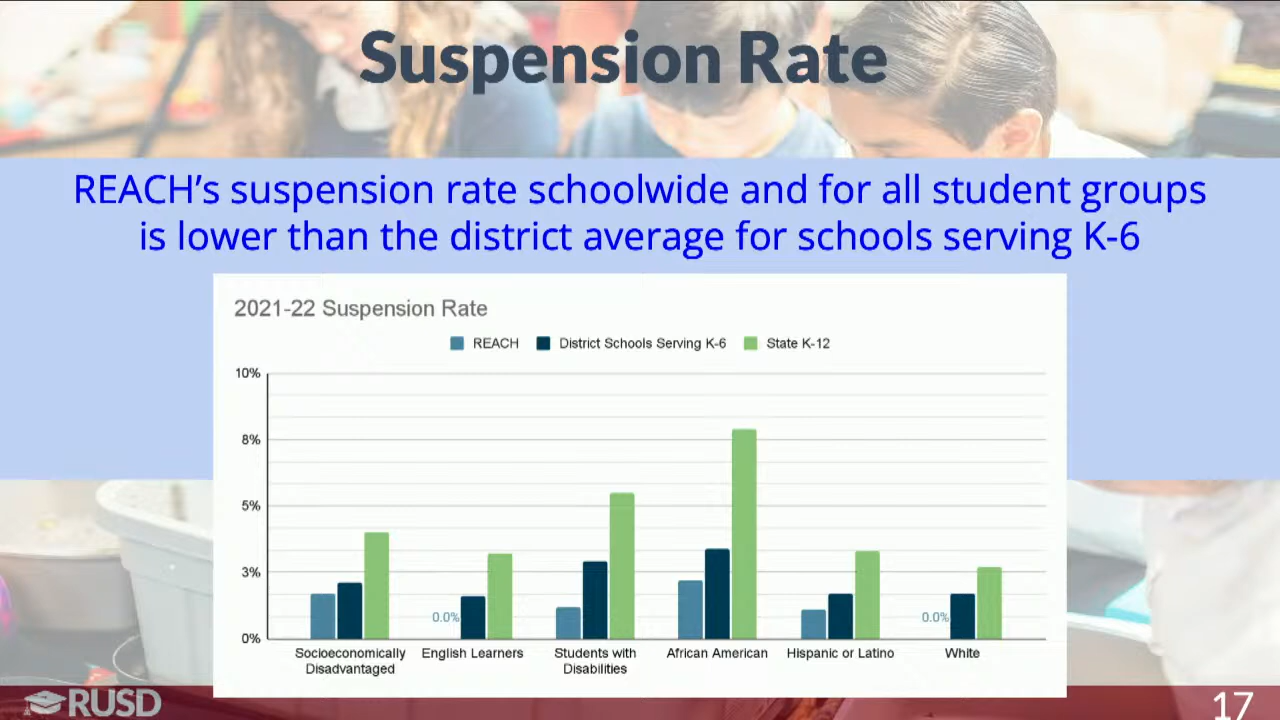 Suspension Rate
REACH’s suspension rate schoolwide and for all student groups
is lower than the district average for schools serving K-6
2021-22 Suspension Rate
REACH District Schools Serving K-6 State K-12
10%
8%
5%
3%
0%
0.0%
0.0%
Socioeconomically Disadvantaged
English Learners
Students with Disabilities
African American
Hispanic or Latino
White
RUSD
17